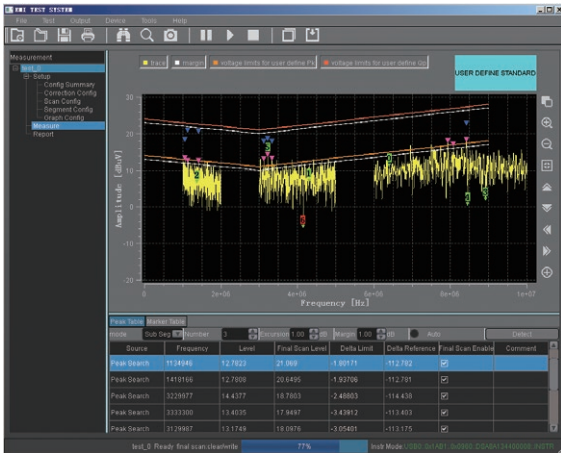 EMI TEST SYSTEM
File Test Output Device Tools Help
Measurement
test_0
Setup
Config Summary
Correction Config
Scan Config
Segment Config
Graph Config
Measure
Report
trace margin voltage limits for user define Pk voltage limits for user define
USER DEFINE STANDARD
Amplitude [dBuV]
30
20
10
0
-10
-20
0 2e+06 4e+06 6e+06 8e+06 1e+07
Frequency [Hz]
Peak Table Marker Table
mode Sub Seg Number 3 Excursion 1.00 dB Margin 1.00 dB Auto Detect
Source Frequency Level Final Scan Level Delta Limit Delta Reference Final Scan Enable Comment
Peak Search 1134946 12.7823 21.069 -1.80171 -112.782
Peak Search 1418166 12.7808 20.6495 -1.93706 -112.781
Peak Search 3229977 14.4377 18.7803 -2.48803 -114.438
Peak Search 3333300 13.4035 17.9497 -3.43912 -113.403
Peak Search 3129987 13.1749 18.0976 -3.05401 -113.175
test_0 Ready final scan:clearwrite 77% Instr Mode: